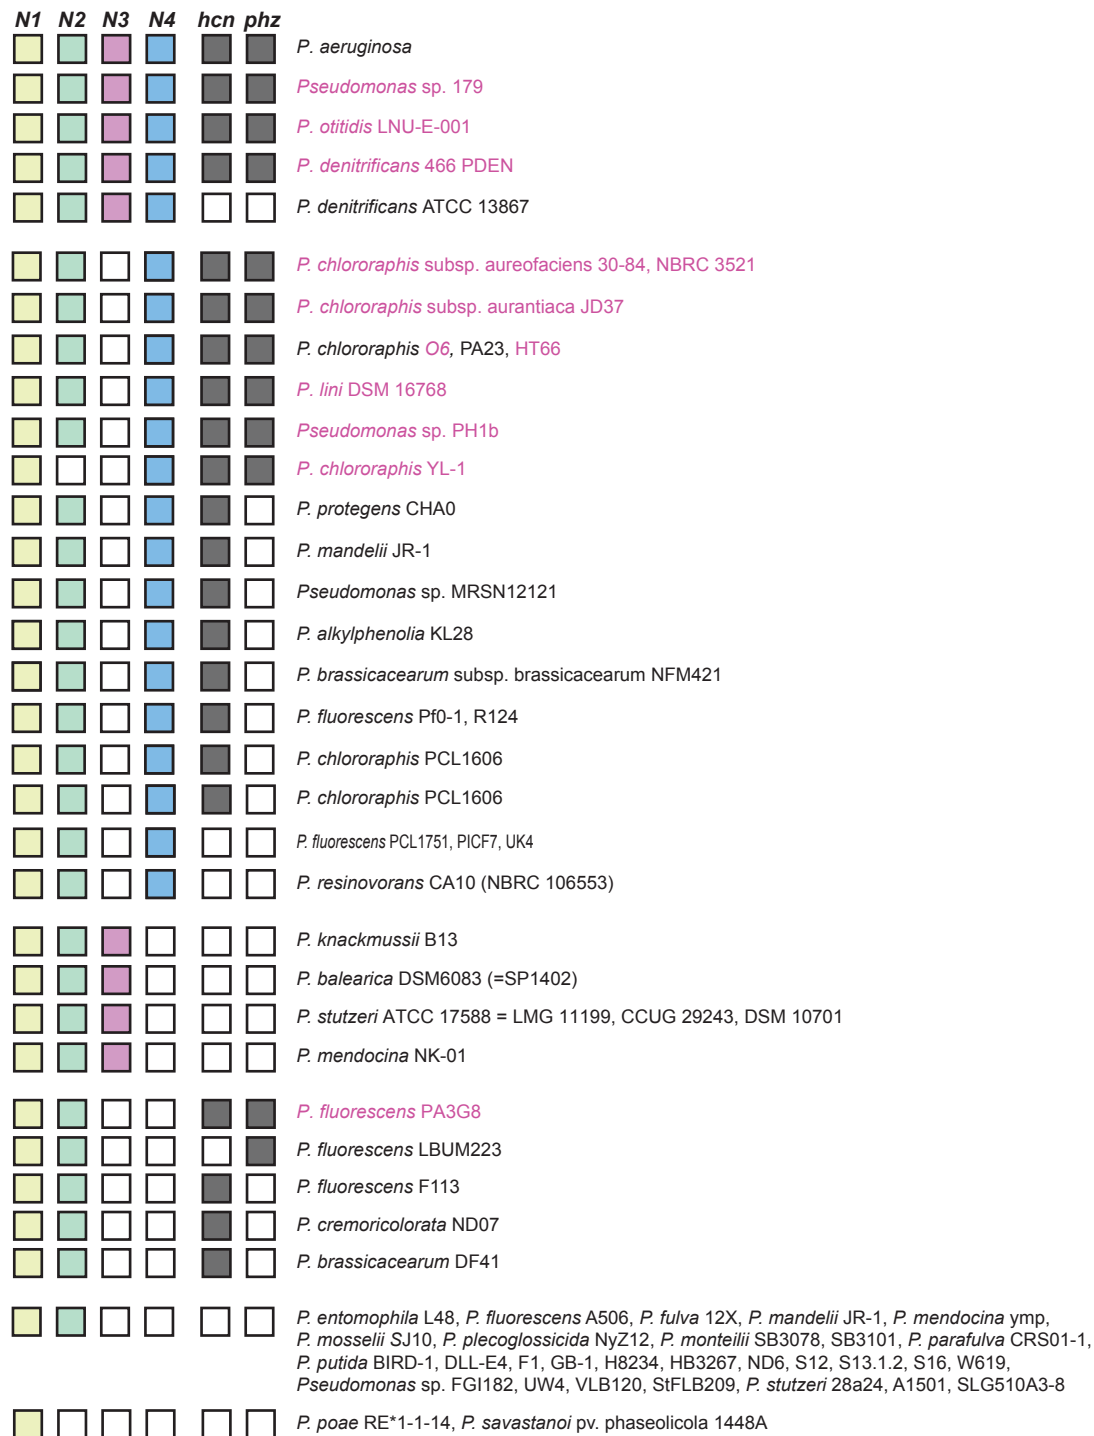 N1 N2 N3 N4 hcn phz
P. aeruginosa
Pseudomonas sp. 179
P. otitidis LNU-E-001
P. denitrificans 466 PDEN
P. denitrificans ATCC 13867
P. chlororaphis subsp. aureofaciens 30-84, NBRC 3521
P. chlororaphis subsp. aurantiaca JD37
P. chlororaphis O6, PA23, HT66
P. lini DSM 16768
Pseudomonas sp. PH1b
P. chlororaphis YL-1
P. protegens CHA0
P. mandelii JR-1
Pseudomonas sp. MRSN12121
P. alkylphenolia KL28
P. brassicacearum subsp. brassicacearum NFM421
P. fluorescens Pf0-1, R124
P. chlororaphis PCL1606
P. chlororaphis PCL1606
P. fluorescens PCL1751, PICF7, UK4
P. resinovorans CA10 (NBRC 106553)
P. knackmussii B13
P. balearica DSM6083 (=SP1402)
P. stutzeri ATCC 17588 = LMG 11199, CCUG 29243, DSM 10701
P. mendocina NK-01
P. fluorescens PA3G8
P. fluorescens LBUM223
P. fluorescens F113
P. cremoricolorata ND07
P. brassicacearum DF41
P. entomophila L48, P. fluorescens A506, P. fulva 12X, P. mandelii JR-1, P. mendocina ymp,
P. mosselii SJ10, P. plecoglossicida NyZ12, P. monteilii SB3078, SB3101, P. parafulva CRS01-1,
P. putida BIRD-1, DLL-E4, F1, GB-1, H8234, HB3267, ND6, S12, S13.1.2, S16, W619,
Pseudomonas sp. FGI182, UW4, VLB120, StFLB209, P. stutzeri 28a24, A1501, SLG510A3-8
P. poae RE*1-1-14, P. savastanoi pv. phaseolicola 1448A